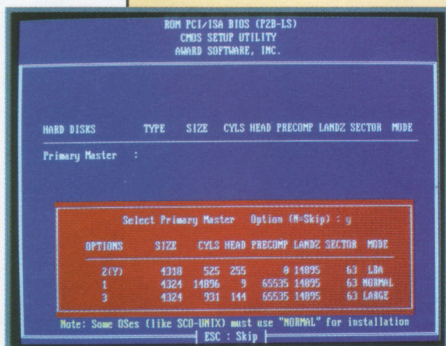 ROM PCI/ISA BIOS (P2B-LS)
CMOS SETUP UTILITY
AWARD SOFTWARE, INC.
HARD DISKS TYPE SIZE CYLS HEAD PRECOMP LANDZ SECTOR MODE
Primary Master :
Select Primary Master Option (N=Skip) : y
OPTIONS SIZE CYLS HEAD PRECOMP LANDZ SECTOR MODE
2(Y) 4318 525 255 0 14895 63 LBA
1 4324 14896 9 65535 14895 63 NORMAL
3 4324 931 144 65535 14895 63 LARGE
Note: Some OSes (like SCO-UNIX) must use "NORMAL" for installation
ESC : Skip